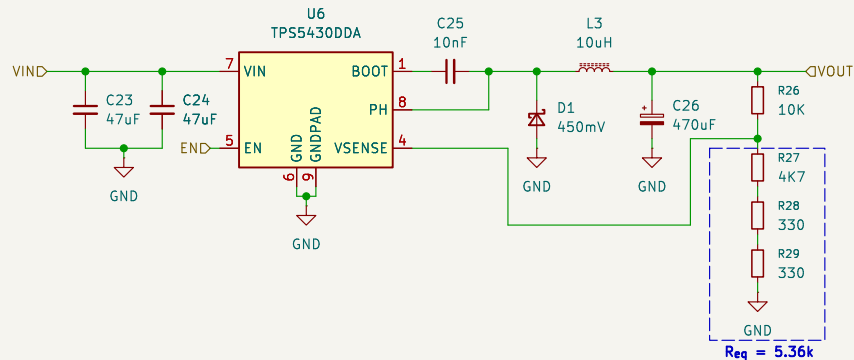 U6
TPS5430DDA
C25
10nF
L3
10uH
VIN
7
VIN
BOOT
1
VOUT
C23
47uF
C24
47uF
PH
8
D1
450mV
+
C26
470uF
R26
10K
EN
5
EN
GND
GNDPAD
VSENSE
4
6
9
GND
GND
GND
GND
R27
4K7
R28
330
R29
330
GND
Req = 5.36k